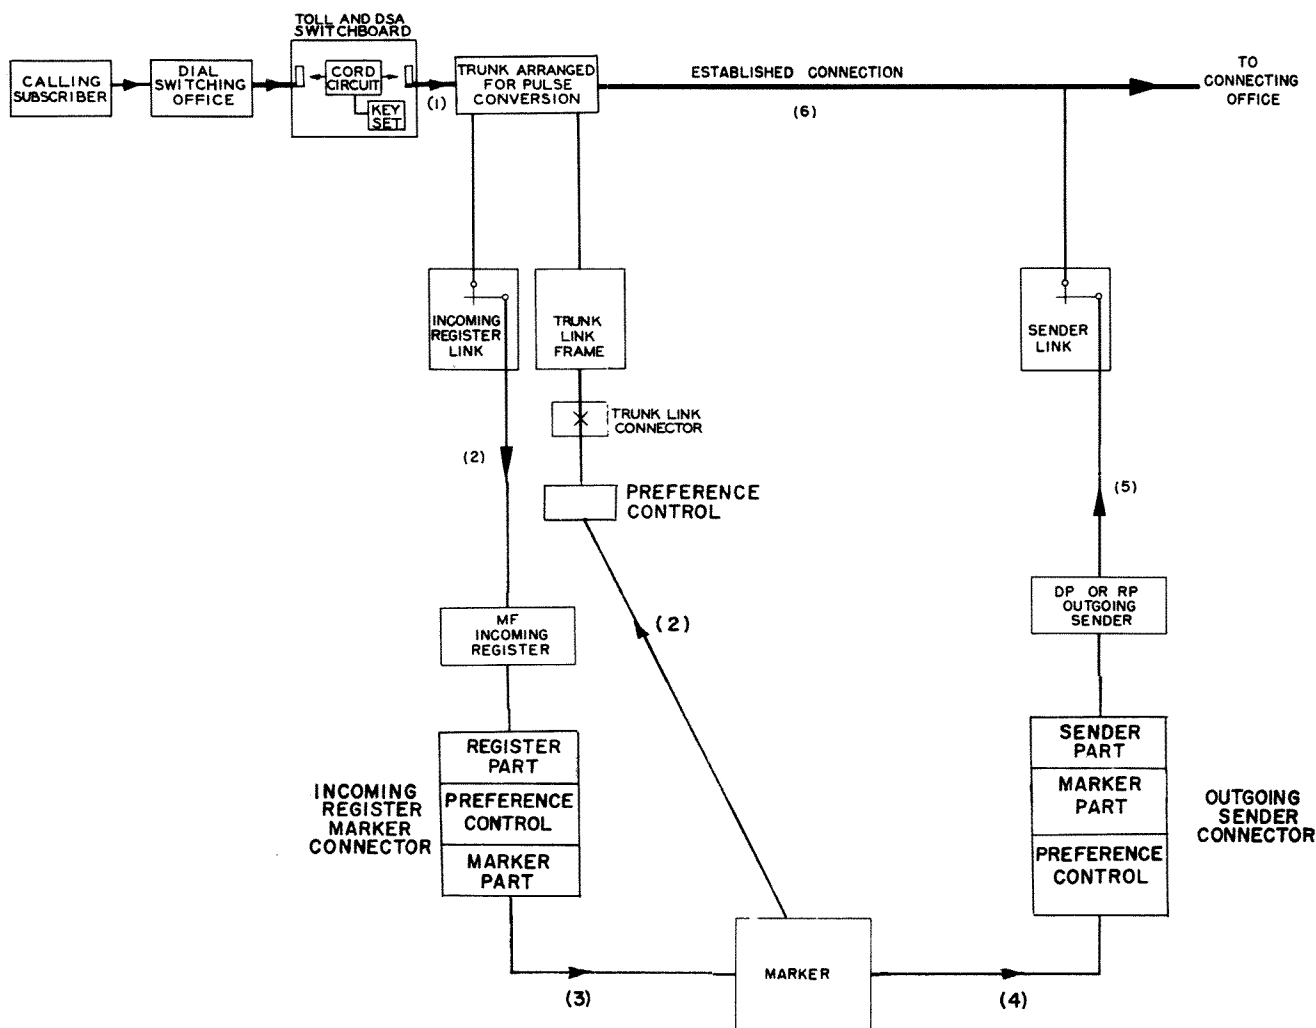 TOLL AND DSA
SWITCHBOARD
CALLING
SUBSCRIBER
DIAL
SWITCHING
OFFICE
CORD
CIRCUIT
KEY
SET
(1)
TRUNK ARRANGED
FOR PULSE
CONVERSION
ESTABLISHED CONNECTION
(6)
TO
CONNECTING
OFFICE
INCOMING
REGISTER
LINK
TRUNK
LINK
FRAME
SENDER
LINK
TRUNK LINK
CONNECTOR
(2)
PREFERENCE
CONTROL
(5)
MF
INCOMING
REGISTER
(2)
DP OR RP
OUTGOING
SENDER
INCOMING
REGISTER
MARKER
CONNECTOR
REGISTER
PART
PREFERENCE
CONTROL
MARKER
PART
SENDER
PART
MARKER
PART
PREFERENCE
CONTROL
OUTGOING
SENDER
CONNECTOR
(3)
MARKER
(4)